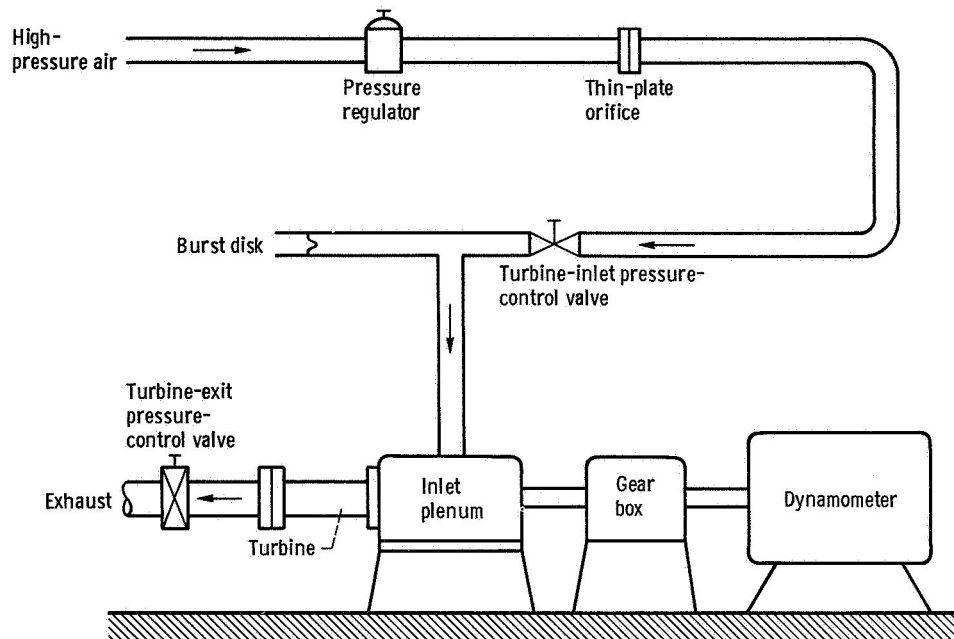 High-
pressure air
Pressure
regulator
Thin-plate
orifice
Burst disk
Turbine-inlet pressure-
control valve
Turbine-exit
pressure-
control valve
Exhaust
Turbine
Inlet
plenum
Gear
box
Dynamometer